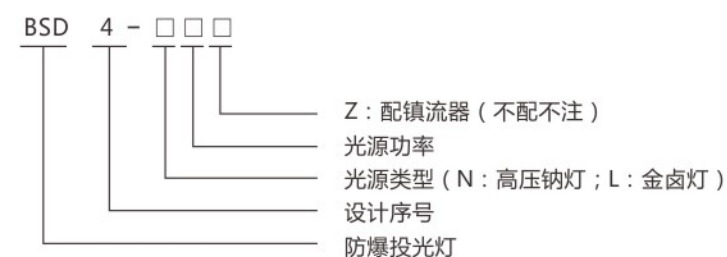 BSD 4-□□□
Z：配镇流器（不配不注）
光源功率
光源类型（N：高压钠灯；L：金卤灯）
设计序号
防爆投光灯